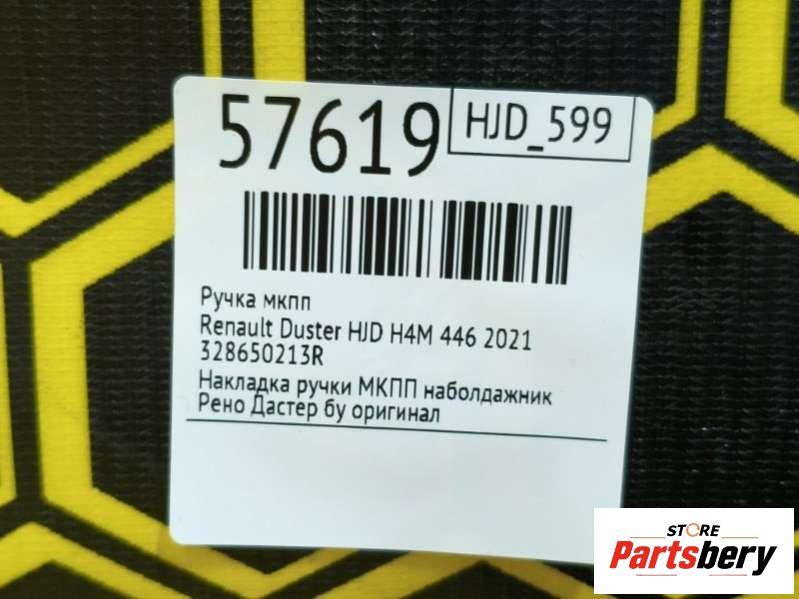 57619
HJD_599
Ручка мкпп
Renault Duster HJD H4M 446 2021
328650213R
Накладка ручки МКПП наболдажник
Рено Дастер бу оригинал
STORE
Partsbery